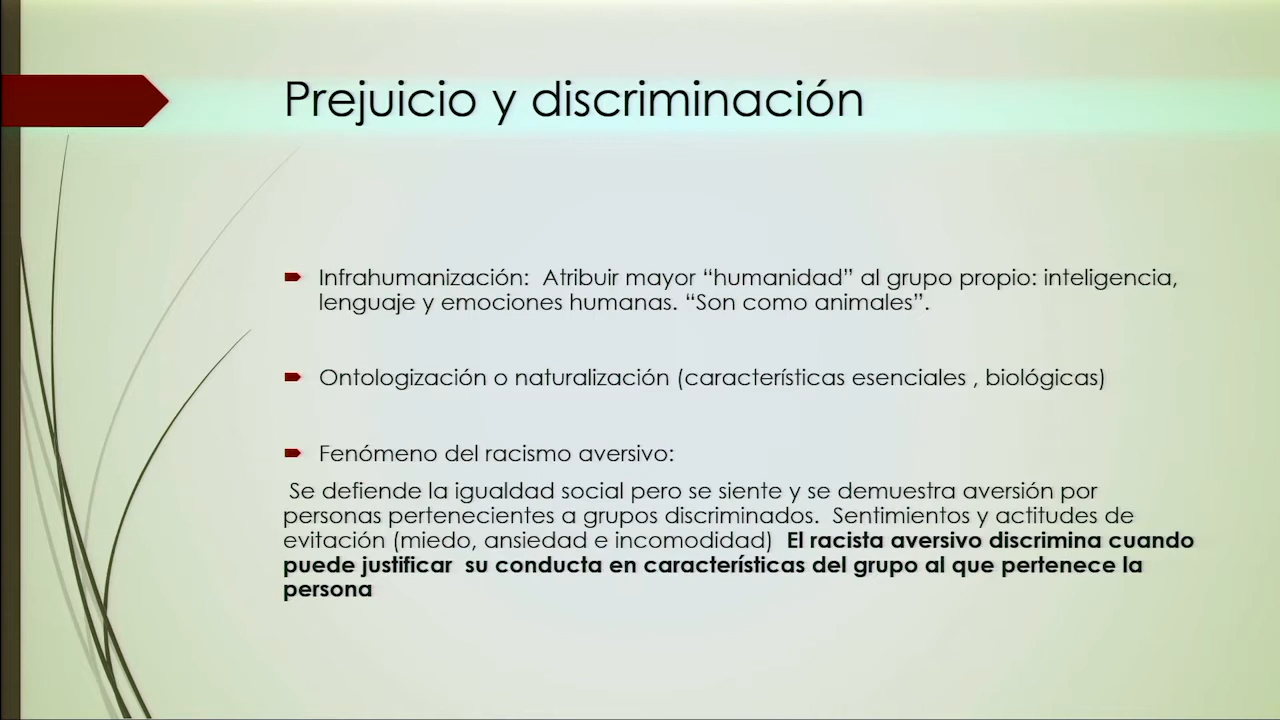 Prejuicio y discriminación
Infrahumanización:  Atribuir mayor “humanidad” al grupo propio: inteligencia,
lenguaje y emociones humanas. “Son como animales”.
Ontologización o naturalización (características esenciales , biológicas)
Fenómeno del racismo aversivo:
Se defiende la igualdad social pero se siente y se demuestra aversión por
personas pertenecientes a grupos discriminados.  Sentimientos y actitudes de
evitación (miedo, ansiedad e incomodidad)  El racista aversivo discrimina cuando
puede justificar  su conducta en características del grupo al que pertenece la
persona